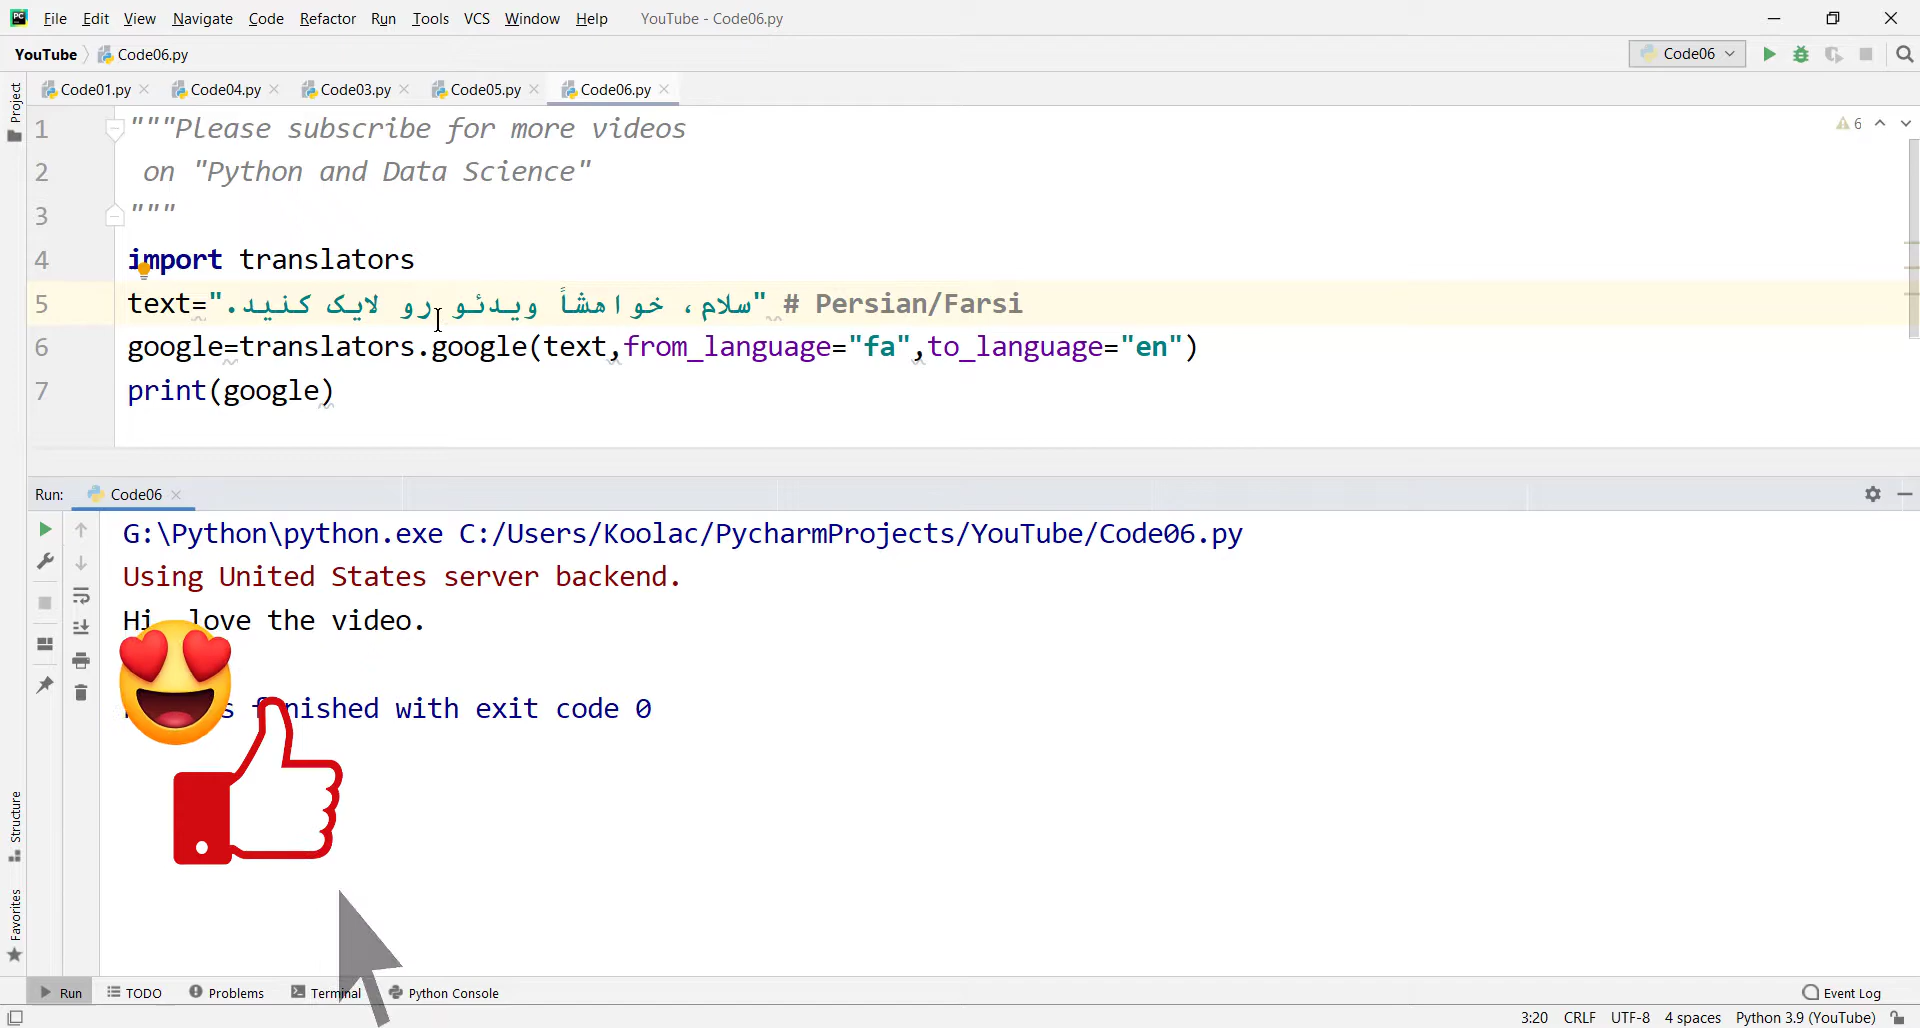 File Edit View Navigate Code Refactor Run Tools VCS Window Help YouTube - Code06.py
YouTube Code06.py Code06
Code01.py Code04.py Code03.py Code05.py Code06.py
Project
1 """Please subscribe for more videos
6
2 on "Python and Data Science"
3 """
4 import translators
5 text="سلام، خواهشاً ویدئو رو لایک کنید." # Persian/Farsi
6 google=translators.google(text,from_language="fa",to_language="en")
7 print(google)
Run: Code06
G:\Python\python.exe C:/Users/Koolac/PycharmProjects/YouTube/Code06.py
Using United States server backend.
Hi, love the video.
finished with exit code 0
Structure
Favorites
Run TODO Problems Terminal Python Console Event Log
3:20 CRLF UTF-8 4 spaces Python 3.9 (YouTube)